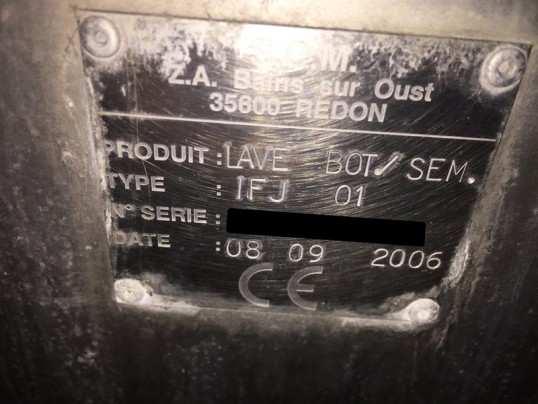 Z.A. Bains sur Oust
35600 REDON
PRODUIT : LAVE BOT/ SEM.
TYPE : IFJ 01
N° SERIE :
DATE : 08 09 2006
CE